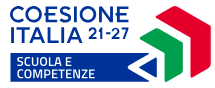 COESIONE
ITALIA 21-27
SCUOLA E
COMPETENZE